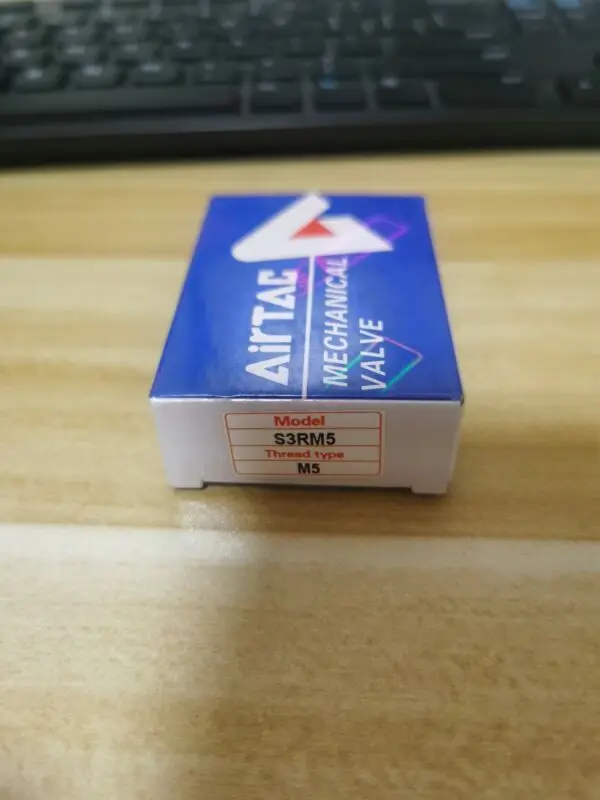 AirTAC
MECHANICAL
VALVE
Model
S3RM5
Thread type
M5